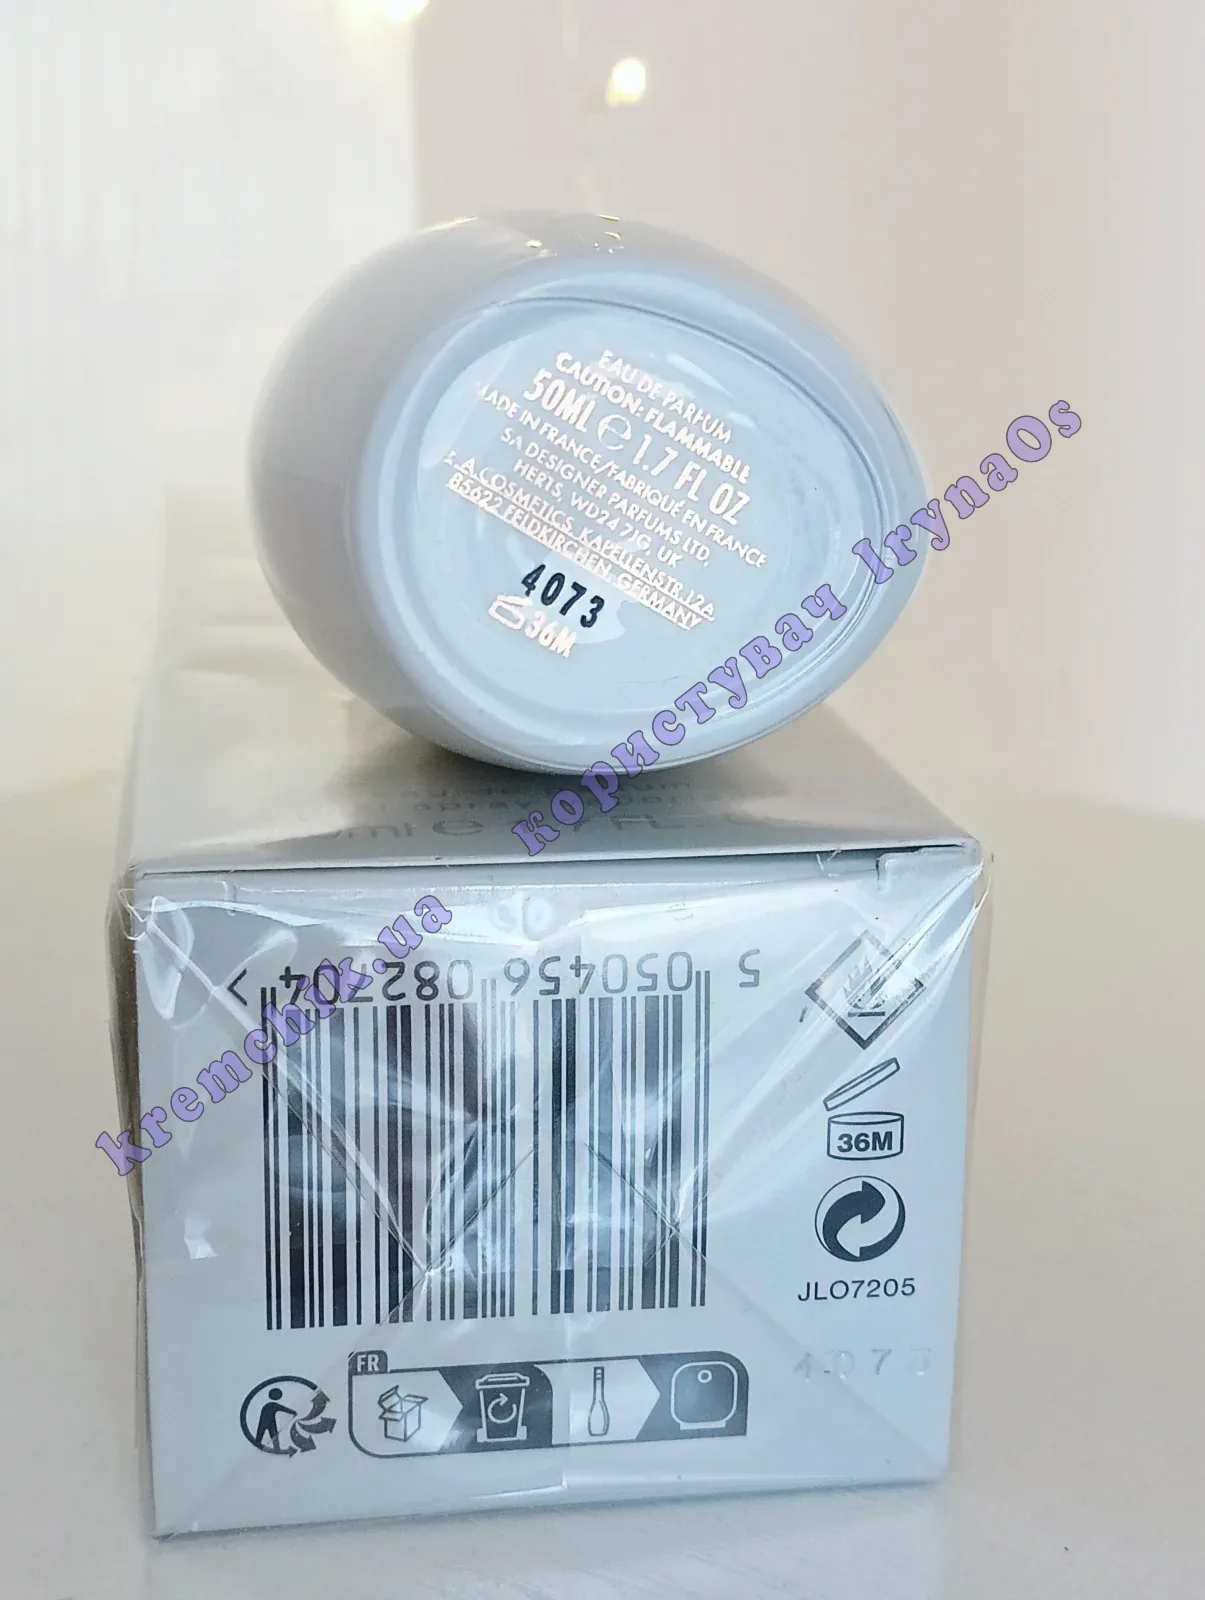 EAU DE PARFUM
CAUTION: FLAMMABLE
50ML e 1.7 FL OZ
MADE IN FRANCE/FABRIQUÉ EN FRANCE
SA DESIGNER PARFUMS LTD,
HERTS, WD24 7JG, UK
COSMETICS, KAPELLENSTR.12A
85622 FELDKIRCHEN, GERMANY
4073
36M
5 050456 082704 >
36M
JLO7205
4073
FR
kremchik.ua користувач IrynaOs